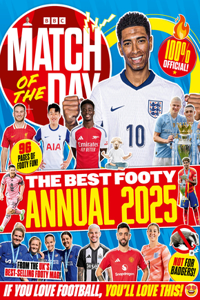 BBC
MATCH
OF THE
DAY
100%
OFFICIAL!
10
96
PAGES OF
FOOTY FUN!
THE BEST FOOTY
ANNUAL 2025
FROM THE UK'S
BEST-SELLING FOOTY MAG!
NOT FOR
BADGERS!
IF YOU LOVE FOOTBALL, YOU'LL LOVE THIS!